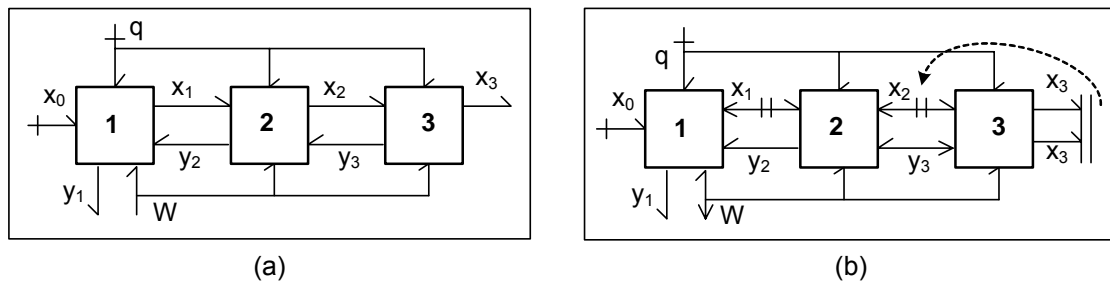 q
x₀
x₁
x₂
x₃
1
2
3
y₂
y₃
y₁
W
(a)
q
x₀
x₁
x₂
x₃
1
2
3
x₃
y₂
y₃
y₁
W
(b)